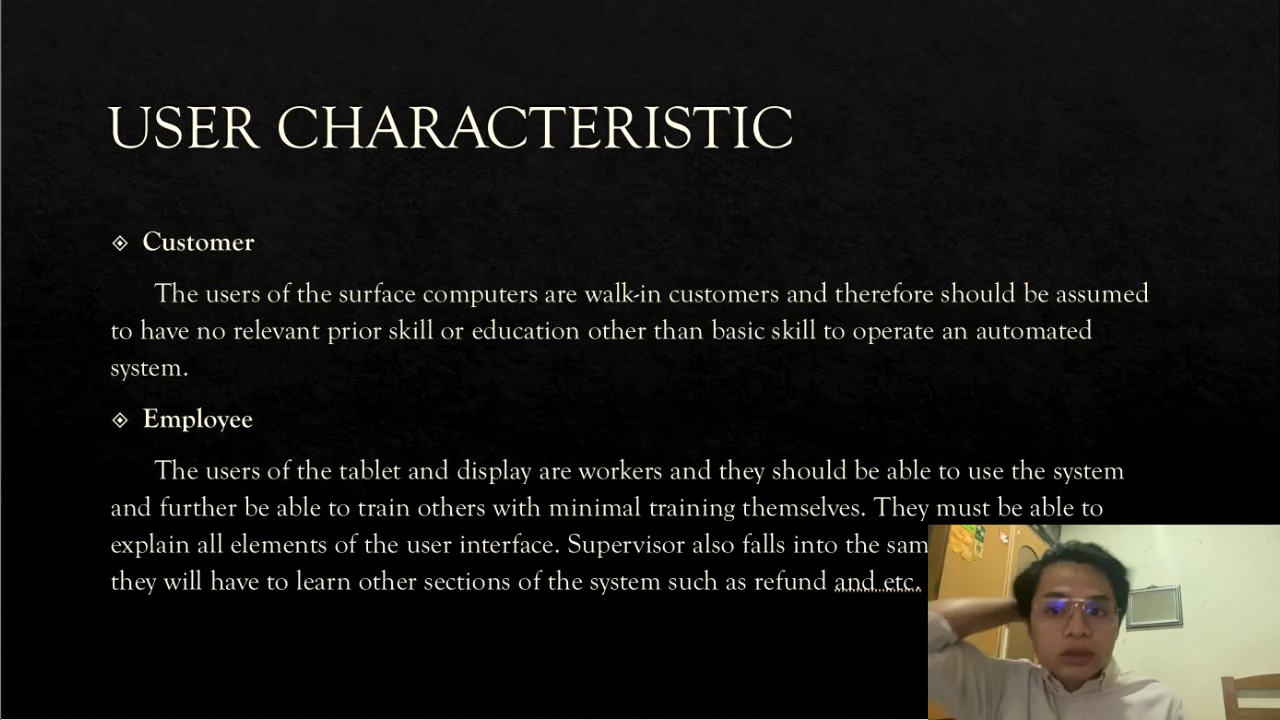 USER CHARACTERISTIC
Customer
The users of the surface computers are walk-in customers and therefore should be assumed
to have no relevant prior skill or education other than basic skill to operate an automated
system.
Employee
The users of the tablet and display are workers and they should be able to use the system
and further be able to train others with minimal training themselves. They must be able to
explain all elements of the user interface. Supervisor also falls into the sam
they will have to learn other sections of the system such as refund and etc.